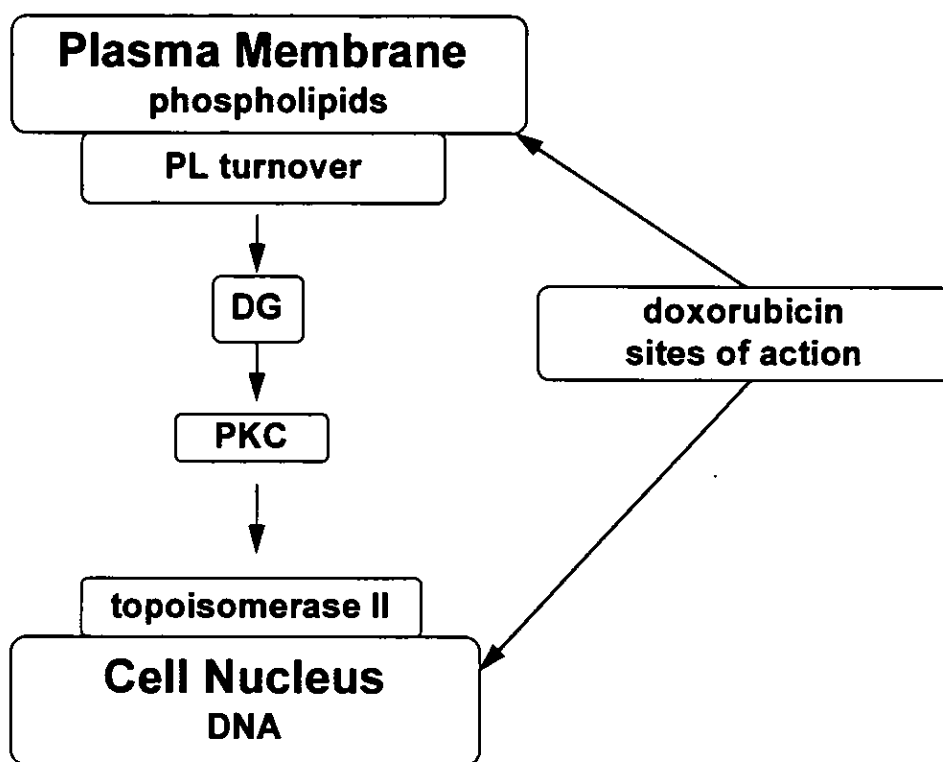 Plasma Membrane
phospholipids
PL turnover
DG
doxorubicin
sites of action
PKC
topoisomerase II
Cell Nucleus
DNA